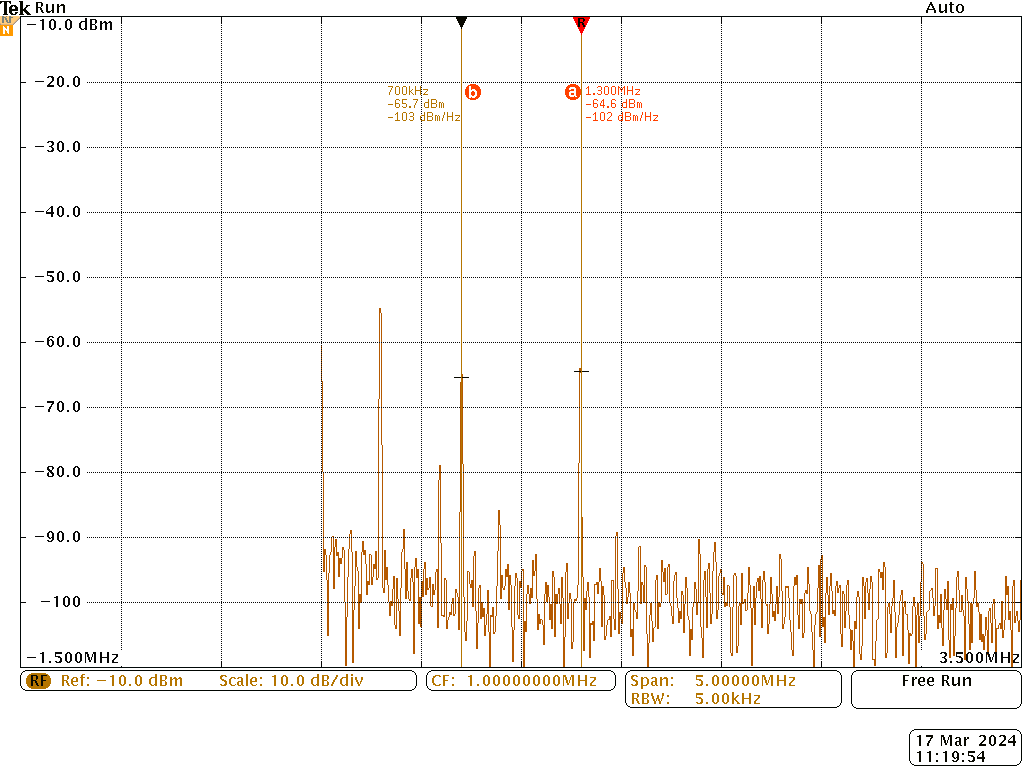 Tek Run Auto
RF
N
−10.0 dBm
R
−20.0
700kHz
−65.7 dBm
−103 dBm/Hz
b
a
1.300MHz
−64.6 dBm
−102 dBm/Hz
−30.0
−40.0
−50.0
−60.0
−70.0
−80.0
−90.0
−100
−1.500MHz 3.500MHz
RF Ref: −10.0 dBm Scale: 10.0 dB/div
CF: 1.00000000MHz
Span: 5.00000MHz
RBW: 5.00kHz
Free Run
17 Mar 2024
11:19:54